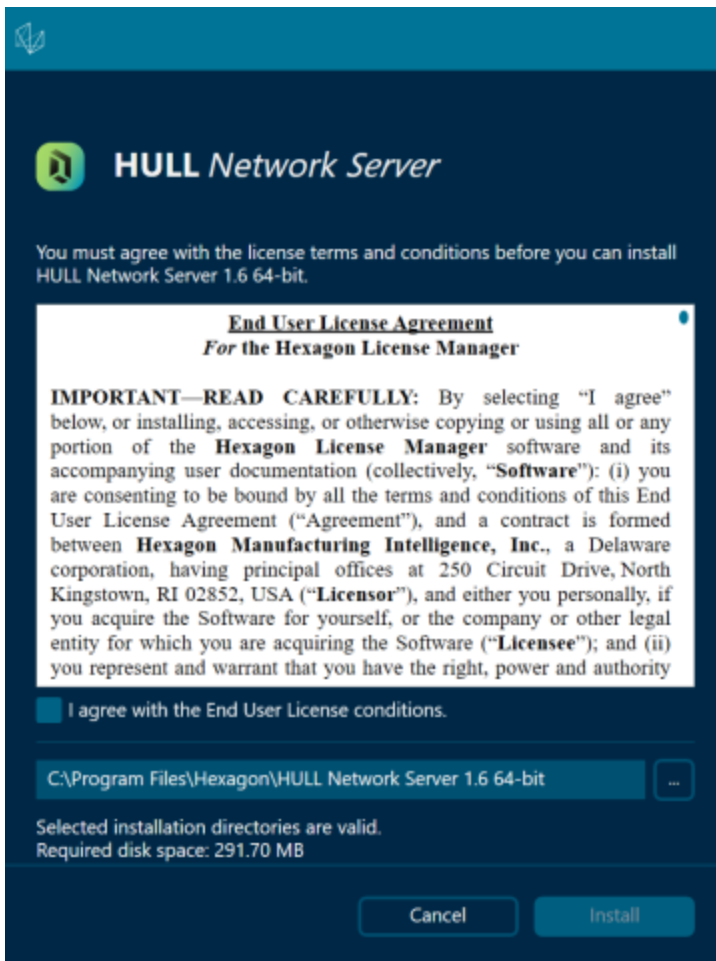 HULL Network Server
You must agree with the license terms and conditions before you can install
HULL Network Server 1.6 64-bit.
End User License Agreement
For the Hexagon License Manager
IMPORTANT—READ CAREFULLY: By selecting “I agree”
below, or installing, accessing, or otherwise copying or using all or any
portion of the Hexagon License Manager software and its
accompanying user documentation (collectively, “Software”): (i) you
are consenting to be bound by all the terms and conditions of this End
User License Agreement (“Agreement”), and a contract is formed
between Hexagon Manufacturing Intelligence, Inc., a Delaware
corporation, having principal offices at 250 Circuit Drive, North
Kingstown, RI 02852, USA (“Licensor”), and either you personally, if
you acquire the Software for yourself, or the company or other legal
entity for which you are acquiring the Software (“Licensee”); and (ii)
you represent and warrant that you have the right, power and authority
I agree with the End User License conditions.
C:\Program Files\Hexagon\HULL Network Server 1.6 64-bit
...
Selected installation directories are valid.
Required disk space: 291.70 MB
Cancel
Install